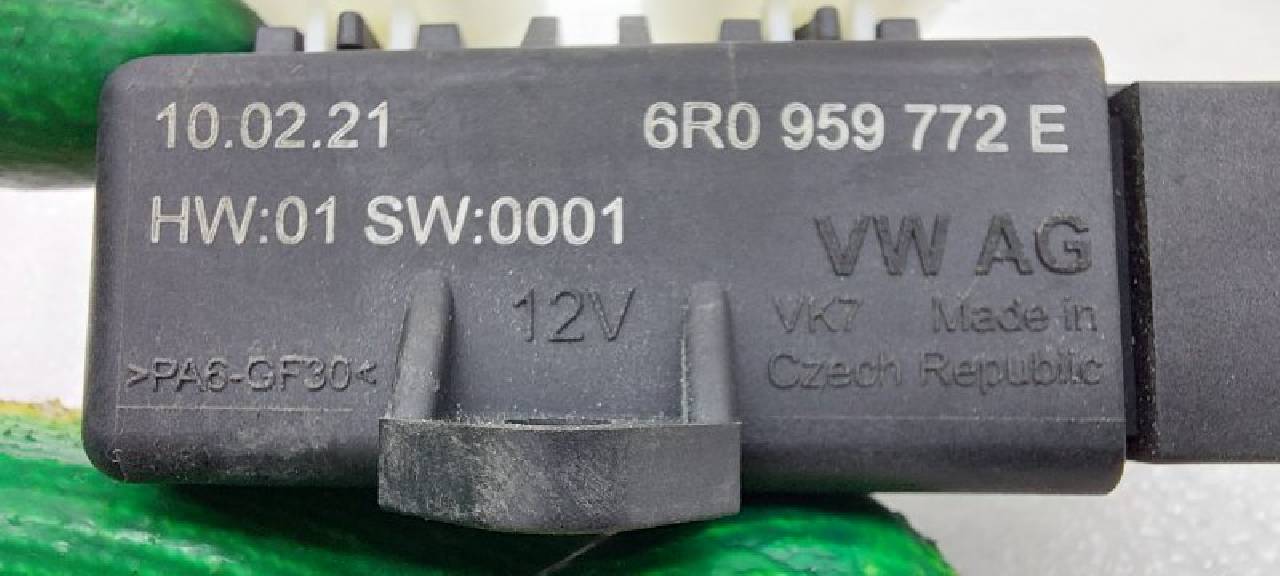 10.02.21 6R0 959 772 E
HW:01 SW:0001
VW AG
12V
VK7 Made in
>PA6-GF30<
Czech Republic